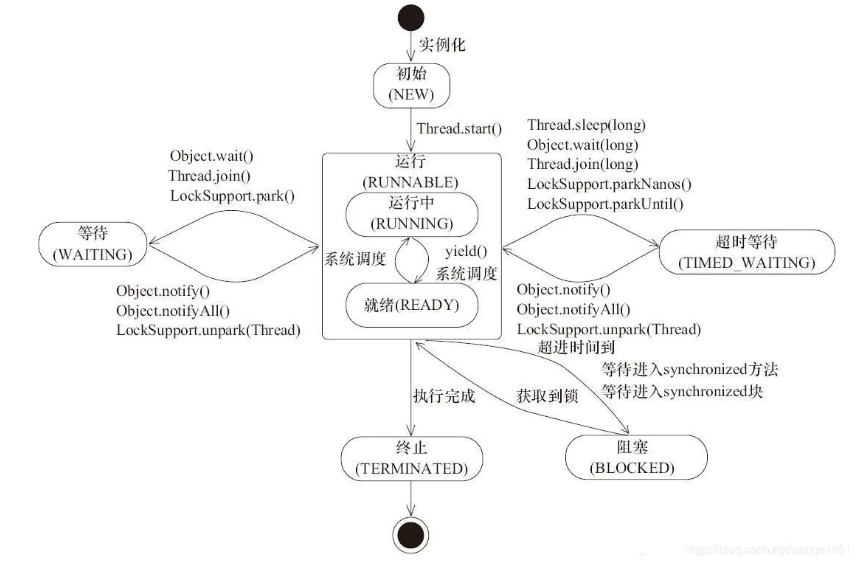 实例化
初始
(NEW)
Thread.start()
Object.wait()
Thread.join()
LockSupport.park()
Thread.sleep(long)
Object.wait(long)
Thread.join(long)
LockSupport.parkNanos()
LockSupport.parkUntil()
运行
(RUNNABLE)
运行中
(RUNNING)
系统调度
yield()
系统调度
就绪(READY)
等待
(WAITING)
超时等待
(TIMED_WAITING)
Object.notify()
Object.notifyAll()
LockSupport.unpark(Thread)
Object.notify()
Object.notifyAll()
LockSupport.unpark(Thread)
超进时间到
等待进入synchronized方法
等待进入synchronized块
获取到锁
执行完成
终止
(TERMINATED)
阻塞
(BLOCKED)